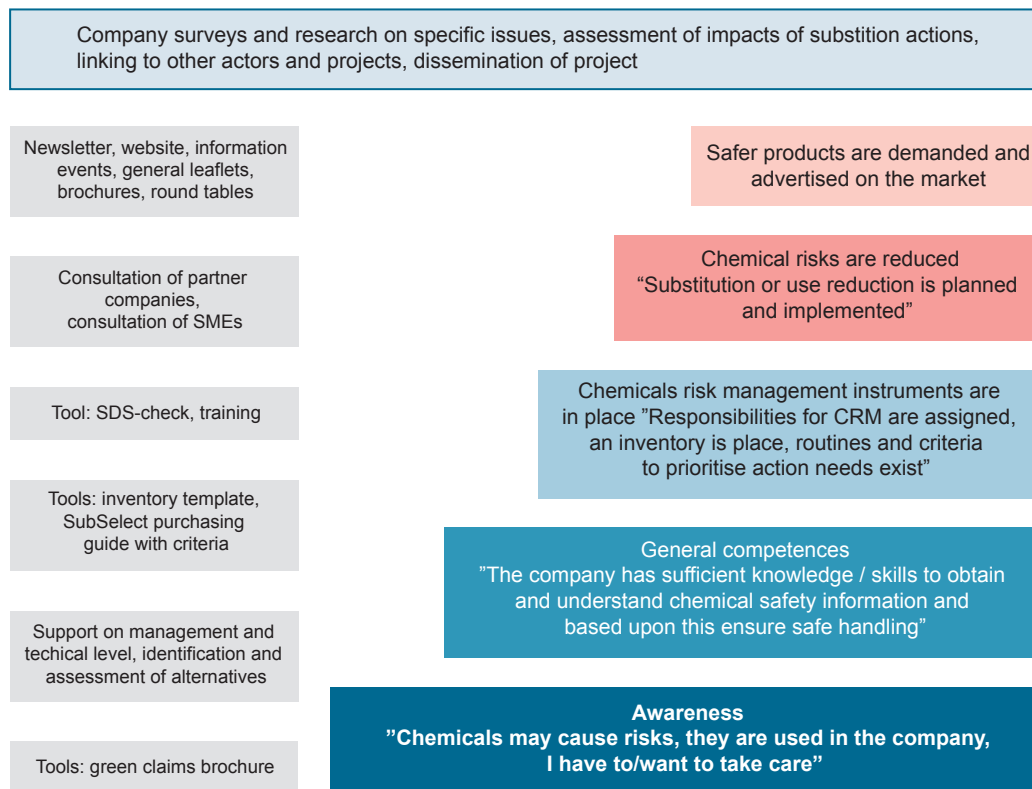 Company surveys and research on specific issues, assessment of impacts of substition actions,
linking to other actors and projects, dissemination of project
Newsletter, website, information
events, general leaflets,
brochures, round tables
Consultation of partner
companies,
consultation of SMEs
Tool: SDS-check, training
Tools: inventory template,
SubSelect purchasing
guide with criteria
Support on management and
techical level, identification and
assessment of alternatives
Tools: green claims brochure
Safer products are demanded and
advertised on the market
Chemical risks are reduced
“Substitution or use reduction is planned
and implemented”
Chemicals risk management instruments are
in place ”Responsibilities for CRM are assigned,
an inventory is place, routines and criteria
to prioritise action needs exist”
General competences
”The company has sufficient knowledge / skills to obtain
and understand chemical safety information and
based upon this ensure safe handling”
Awareness
”Chemicals may cause risks, they are used in the company,
I have to/want to take care”